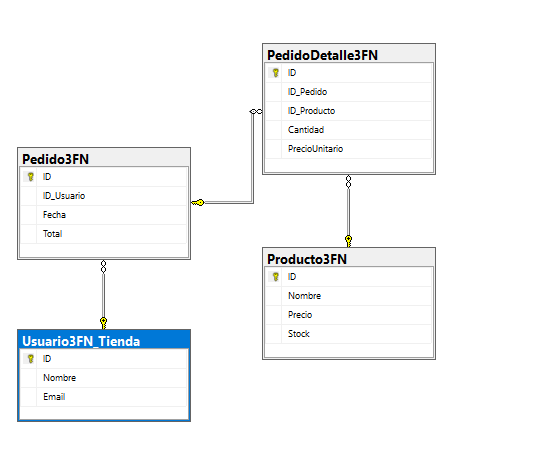 PedidoDetalle3FN
ID
ID_Pedido
ID_Producto
Cantidad
PrecioUnitario
Pedido3FN
ID
ID_Usuario
Fecha
Total
Producto3FN
ID
Nombre
Precio
Stock
Usuario3FN_Tienda
ID
Nombre
Email